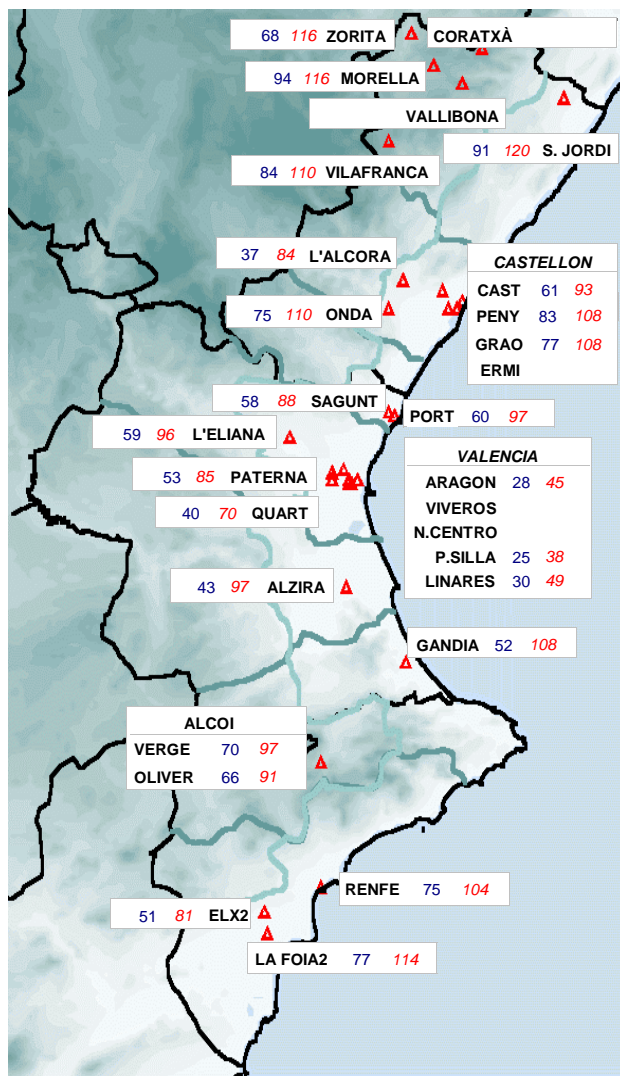 68 116 ZORITA
CORATXÀ
94 116 MORELLA
VALLIBONA
91 120 S. JORDI
84 110 VILAFRANCA
37 84 L'ALCORA
CASTELLON
CAST 61 93
PENY 83 108
GRAO 77 108
ERMI
75 110 ONDA
58 88 SAGUNT
PORT 60 97
59 96 L'ELIANA
53 85 PATERNA
40 70 QUART
VALENCIA
ARAGON 28 45
VIVEROS
N.CENTRO
P.SILLA 25 38
LINARES 30 49
43 97 ALZIRA
GANDIA 52 108
ALCOI
VERGE 70 97
OLIVER 66 91
RENFE 75 104
51 81 ELX2
LA FOIA2 77 114